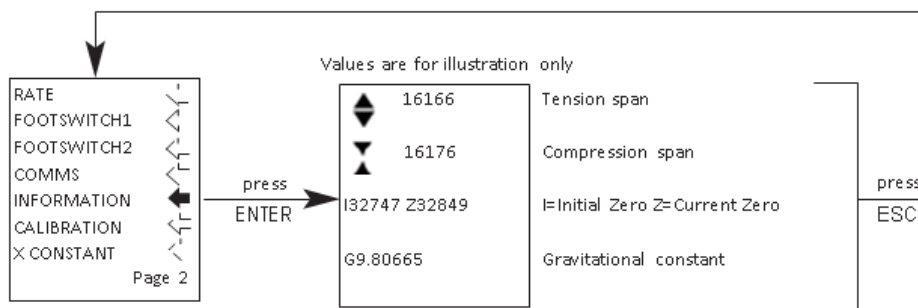 Values are for illustration only
RATE
FOOTSWITCH1
FOOTSWITCH2
COMMS
INFORMATION
CALIBRATION
X CONSTANT
Page 2
press
ENTER
16166 Tension span
16176 Compression span
I32747 Z32849 I=Initial Zero Z=Current Zero
G9.80665 Gravitational constant
press
ESC